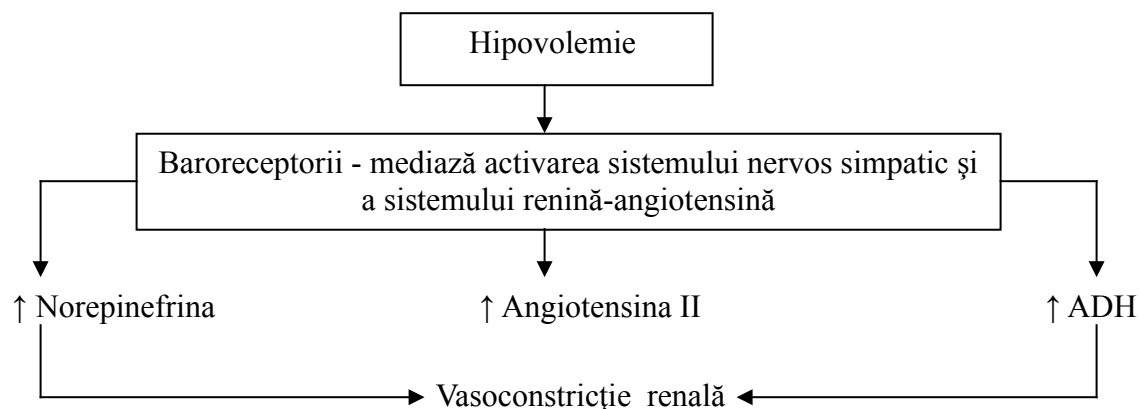 Hipovolemie
Baroreceptorii - mediază activarea sistemului nervos simpatic şi
a sistemului renină-angiotensină
↑ Norepinefrina
↑ Angiotensina II
↑ ADH
Vasoconstricţie renală